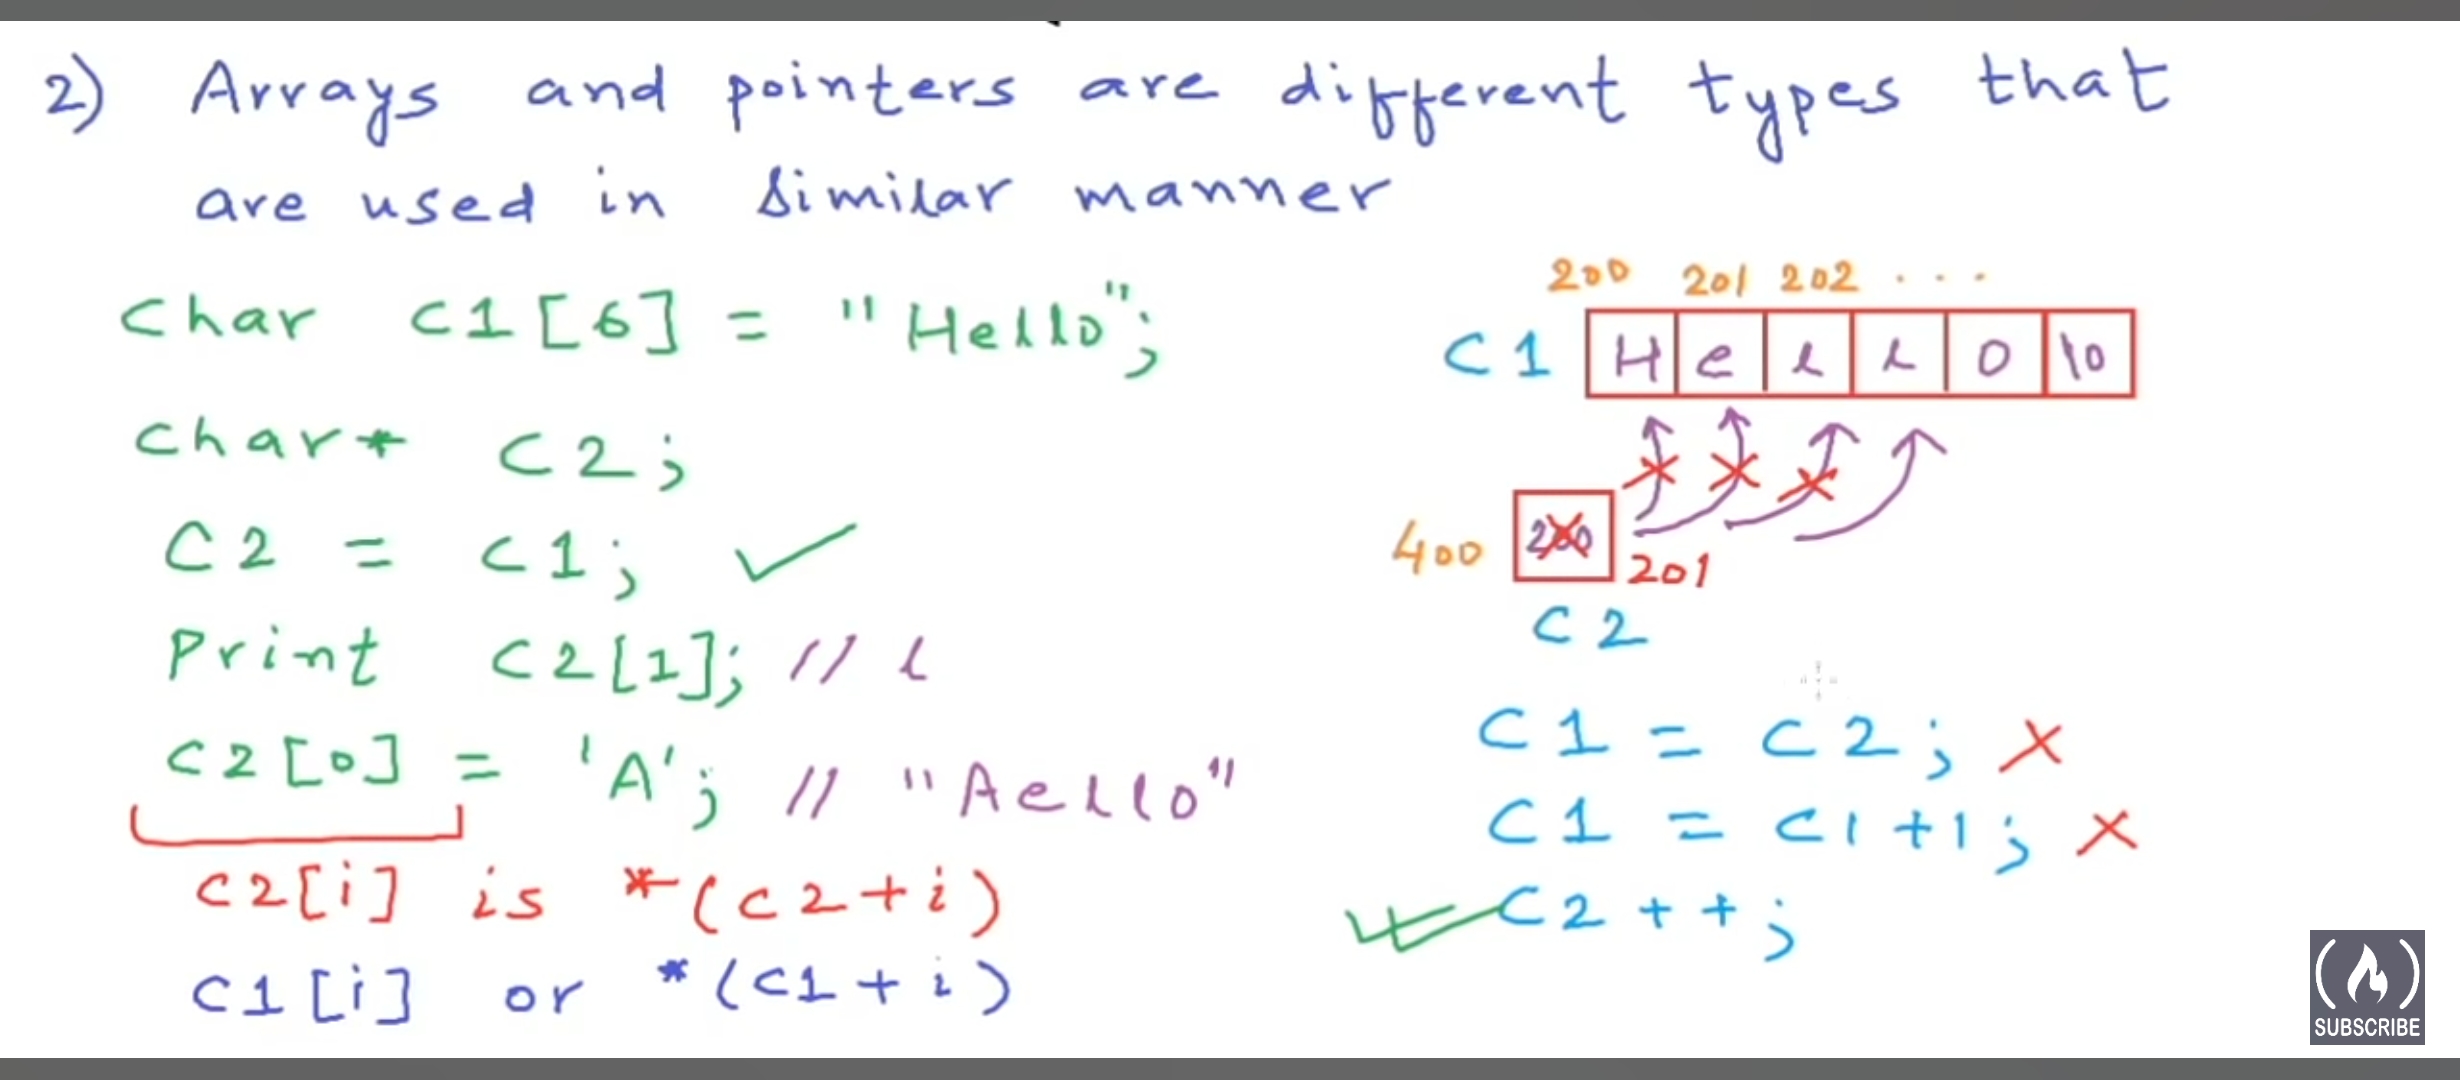 2) Arrays and pointers are different types that
are used in similar manner
Char C1[6] = "Hello";
Char* C2;
C2 = C1;
Print C2[1]; // l
C2[0] = 'A'; // "Aello"
C2[i] is *(C2+i)
C1[i] or *(C1+i)
200 201 202 ...
C1 H e l l o \0
400 200 201
C2
C1 = C2; X
C1 = C1+1; X
C2++;
SUBSCRIBE